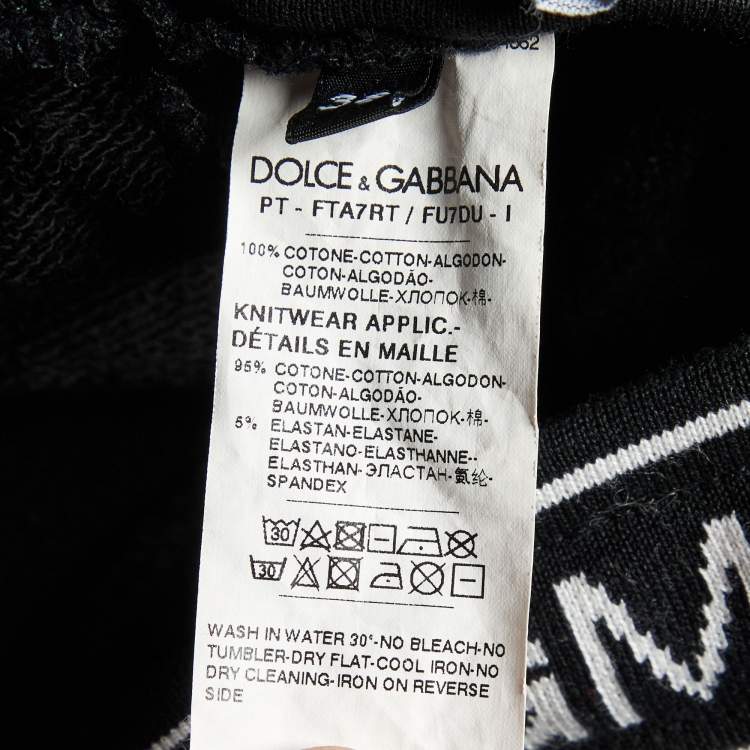 DOLCE & GABBANA
PT - FTA7RT / FU7DU - I
100% COTONE-COTTON-ALGODON-
COTON-ALGODÃO-
BAUMWOLLE-ХЛОПОК-棉-
KNITWEAR APPLIC.-
DÉTAILS EN MAILLE
95% COTONE-COTTON-ALGODON-
COTON-ALGODÃO-
BAUMWOLLE-ХЛОПОК-棉-
5% ELASTAN-ELASTANE-
ELASTANO-ELASTHANNE-
ELASTHAN-ЭЛАСТАН-氨纶-
SPANDEX
30
30
WASH IN WATER 30°-NO BLEACH-NO
TUMBLER-DRY FLAT-COOL IRON-NO
DRY CLEANING-IRON ON REVERSE
SIDE